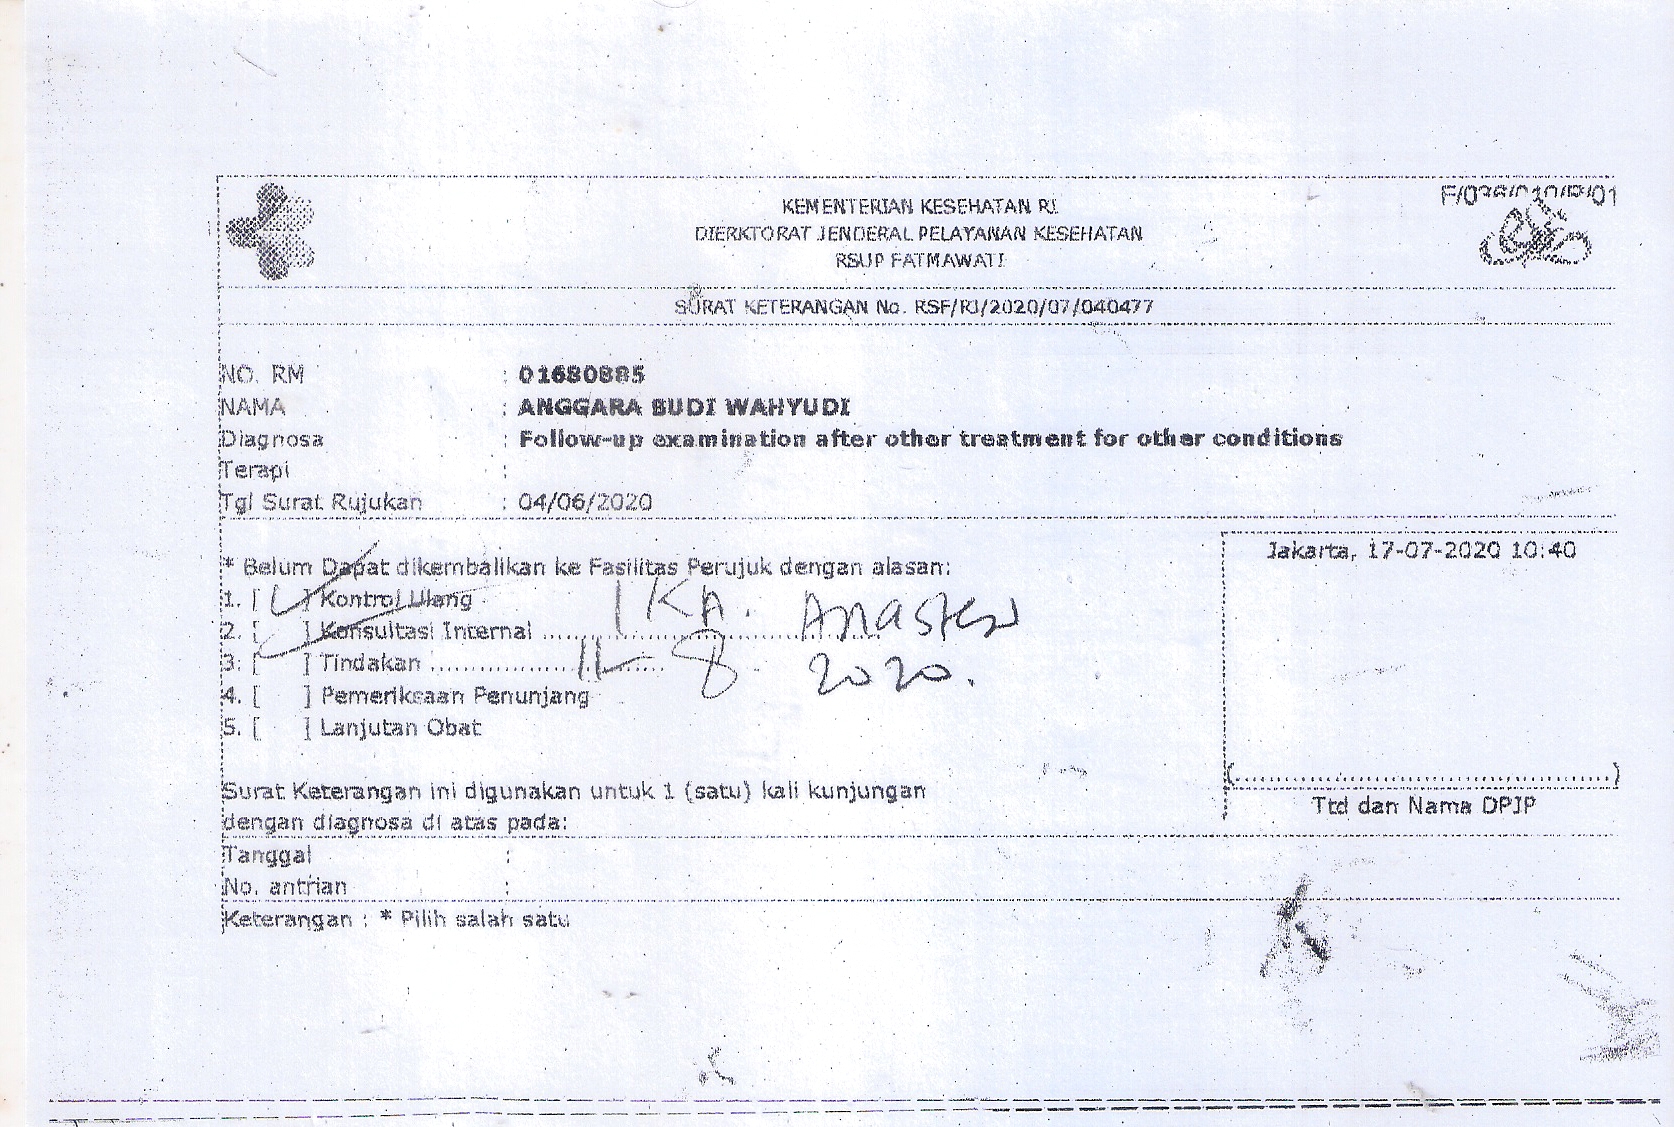 KEMENTERIAN KESEHATAN RI
DIERKTORAT JENDERAL PELAYANAN KESEHATAN
RSUP FATMAWATI
SURAT KETERANGAN No. RSF/RJ/2020/07/040477
NO. RM : 01680885
NAMA : ANGGARA BUDI WAHYUDI
Diagnosa : Follow-up examination after other treatment for other conditions
Terapi :
Tgl Surat Rujukan : 04/06/2020
Jakarta, 17-07-2020 10:40
* Belum Dapat dikembalikan ke Fasilitas Perujuk dengan alasan:
1. [ ] Kontrol Ulang
2. [ ] Konsultasi Internal .......... IKA. Anastesi
3. [ ] Tindakan .......... 11 - 8 2020.
4. [ ] Pemeriksaan Penunjang
5. [ ] Lanjutan Obat
(..........)
Ttd dan Nama DPJP
Surat Keterangan ini digunakan untuk 1 (satu) kali kunjungan
dengan diagnosa di atas pada:
Tanggal :
No. antrian :
Keterangan : * Pilih salah satu